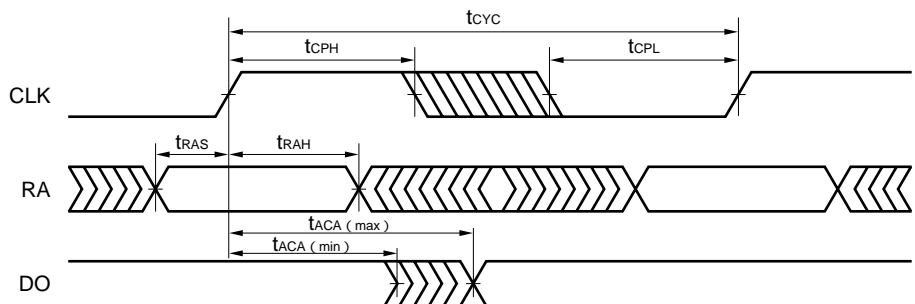 tCYC
tCPH
tCPL
CLK
tRAS
tRAH
RA
tACA ( max )
tACA ( min )
DO